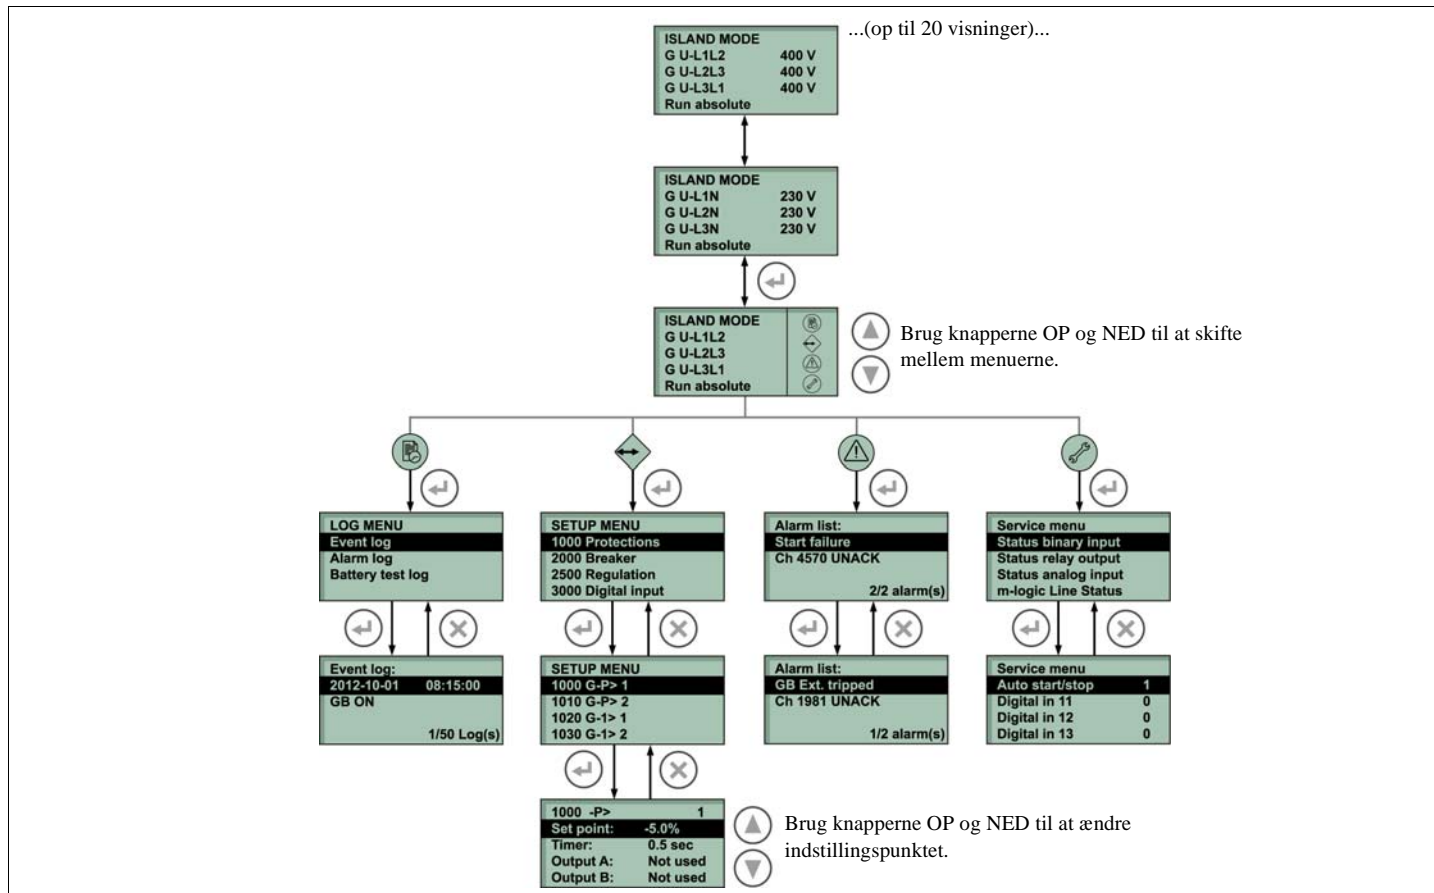 ...(op til 20 visninger)...
ISLAND MODE
G U-L1L2 400 V
G U-L2L3 400 V
G U-L3L1 400 V
Run absolute
ISLAND MODE
G U-L1N 230 V
G U-L2N 230 V
G U-L3N 230 V
Run absolute
ISLAND MODE
G U-L1L2
G U-L2L3
G U-L3L1
Run absolute
Brug knapperne OP og NED til at skifte
mellem menuerne.
LOG MENU
Event log
Alarm log
Battery test log
SETUP MENU
1000 Protections
2000 Breaker
2500 Regulation
3000 Digital input
Alarm list:
Start failure
Ch 4570 UNACK
2/2 alarm(s)
Service menu
Status binary input
Status relay output
Status analog input
m-logic Line Status
Event log:
2012-10-01 08:15:00
GB ON
1/50 Log(s)
SETUP MENU
1000 G-P> 1
1010 G-P> 2
1020 G-1> 1
1030 G-1> 2
Alarm list:
GB Ext. tripped
Ch 1981 UNACK
1/2 alarm(s)
Service menu
Auto start/stop 1
Digital in 11 0
Digital in 12 0
Digital in 13 0
1000 -P> 1
Set point: -5.0%
Timer: 0.5 sec
Output A: Not used
Output B: Not used
Brug knapperne OP og NED til at ændre
indstillingspunktet.